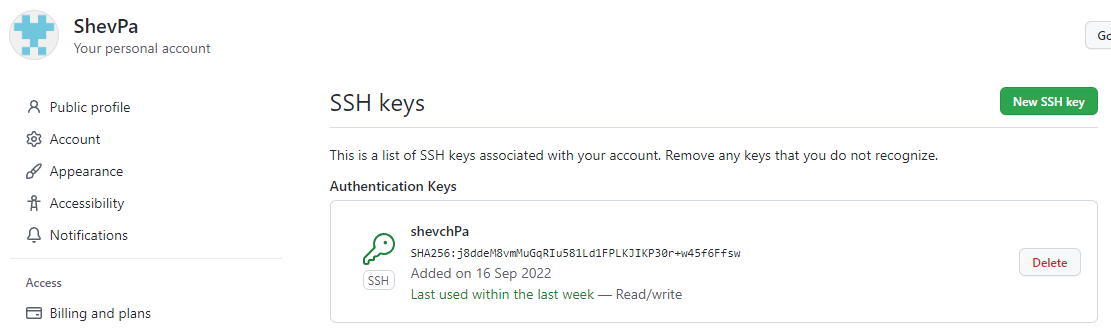 ShevPa
Your personal account
Go
Public profile
Account
Appearance
Accessibility
Notifications
Access
Billing and plans
SSH keys
New SSH key
This is a list of SSH keys associated with your account. Remove any keys that you do not recognize.
Authentication Keys
shevchPa
SHA256:j8ddeM8vmMuGqRIu581Ld1FPLKJIKP30r+w45f6Ffsw
Added on 16 Sep 2022
Last used within the last week — Read/write
SSH
Delete